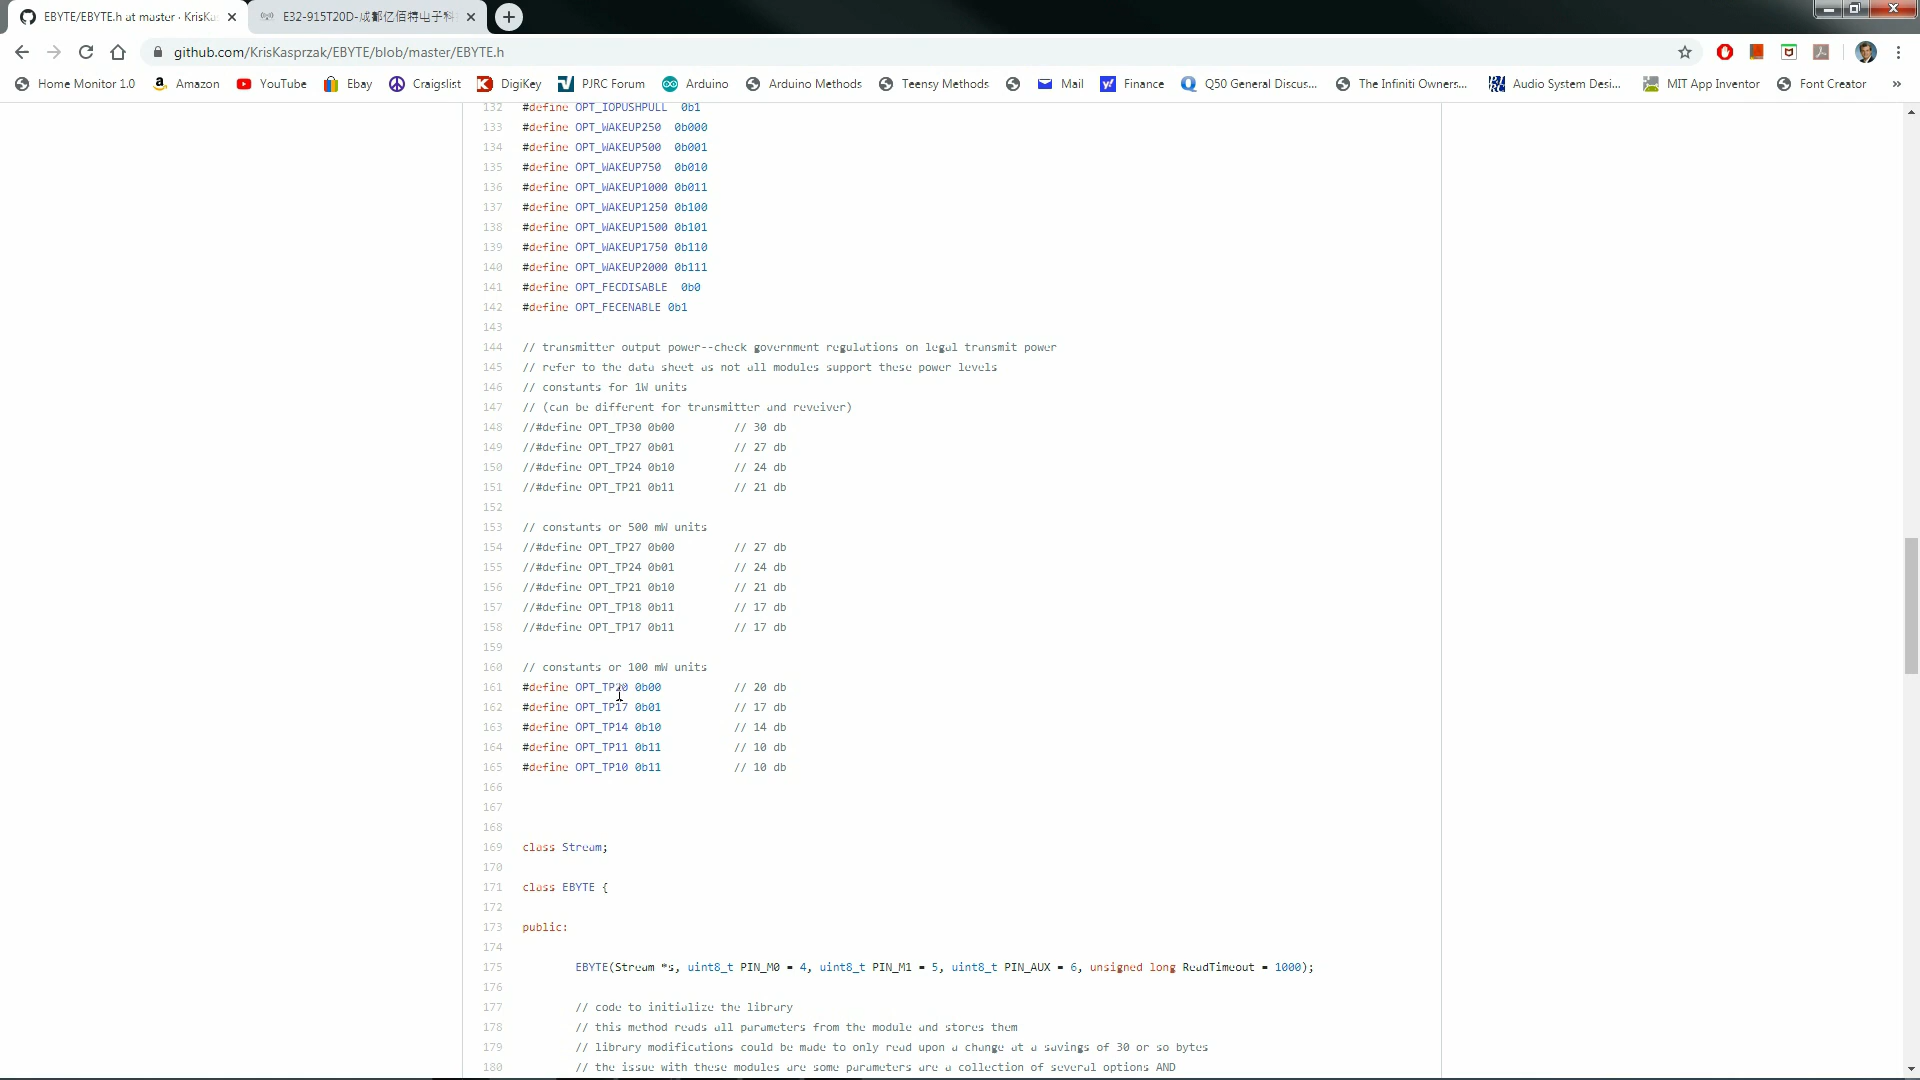 EBYTE/EBYTE.h at master · KrisKa
E32-915T20D-成都亿佰特电子科
github.com/KrisKasprzak/EBYTE/blob/master/EBYTE.h
Home Monitor 1.0 Amazon YouTube Ebay Craigslist DigiKey PJRC Forum Arduino Arduino Methods Teensy Methods Mail Finance Q50 General Discus... The Infiniti Owners... Audio System Desi... MIT App Inventor Font Creator »
132 #define OPT_IOPUSHPULL 0b1
133 #define OPT_WAKEUP250 0b000
134 #define OPT_WAKEUP500 0b001
135 #define OPT_WAKEUP750 0b010
136 #define OPT_WAKEUP1000 0b011
137 #define OPT_WAKEUP1250 0b100
138 #define OPT_WAKEUP1500 0b101
139 #define OPT_WAKEUP1750 0b110
140 #define OPT_WAKEUP2000 0b111
141 #define OPT_FECDISABLE 0b0
142 #define OPT_FECENABLE 0b1
143
144 // transmitter output power--check government regulations on legal transmit power
145 // refer to the data sheet as not all modules support these power levels
146 // constants for 1W units
147 // (can be different for transmitter and reveiver)
148 //#define OPT_TP30 0b00 // 30 db
149 //#define OPT_TP27 0b01 // 27 db
150 //#define OPT_TP24 0b10 // 24 db
151 //#define OPT_TP21 0b11 // 21 db
152
153 // constants or 500 mW units
154 //#define OPT_TP27 0b00 // 27 db
155 //#define OPT_TP24 0b01 // 24 db
156 //#define OPT_TP21 0b10 // 21 db
157 //#define OPT_TP18 0b11 // 17 db
158 //#define OPT_TP17 0b11 // 17 db
159
160 // constants or 100 mW units
161 #define OPT_TP20 0b00 // 20 db
162 #define OPT_TP17 0b01 // 17 db
163 #define OPT_TP14 0b10 // 14 db
164 #define OPT_TP11 0b11 // 10 db
165 #define OPT_TP10 0b11 // 10 db
166
167
168
169 class Stream;
170
171 class EBYTE {
172
173 public:
174
175 EBYTE(Stream *s, uint8_t PIN_M0 = 4, uint8_t PIN_M1 = 5, uint8_t PIN_AUX = 6, unsigned long ReadTimeout = 1000);
176
177 // code to initialize the library
178 // this method reads all parameters from the module and stores them
179 // library modifications could be made to only read upon a change at a savings of 30 or so bytes
180 // the issue with these modules are some parameters are a collection of several options AND